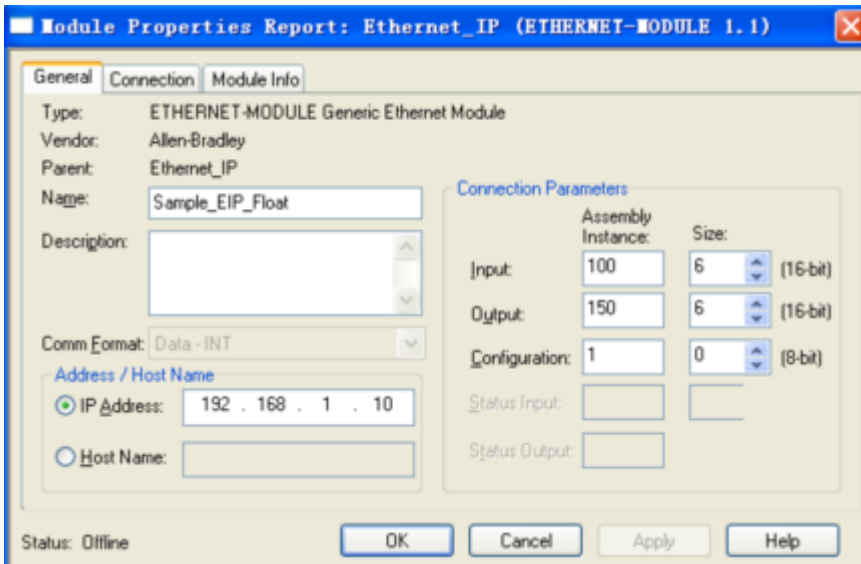 Module Properties Report: Ethernet_IP (ETHERNET-MODULE 1.1)
General Connection Module Info
Type: ETHERNET-MODULE Generic Ethernet Module
Vendor: Allen-Bradley
Parent: Ethernet_IP
Name: Sample_EIP_Float
Description:
Comm Format: Data - INT
Address / Host Name
IP Address: 192 . 168 . 1 . 10
Host Name:
Connection Parameters
Assembly
Instance: Size:
Input: 100 6 (16-bit)
Output: 150 6 (16-bit)
Configuration: 1 0 (8-bit)
Status Input:
Status Output:
Status: Offline OK Cancel Apply Help